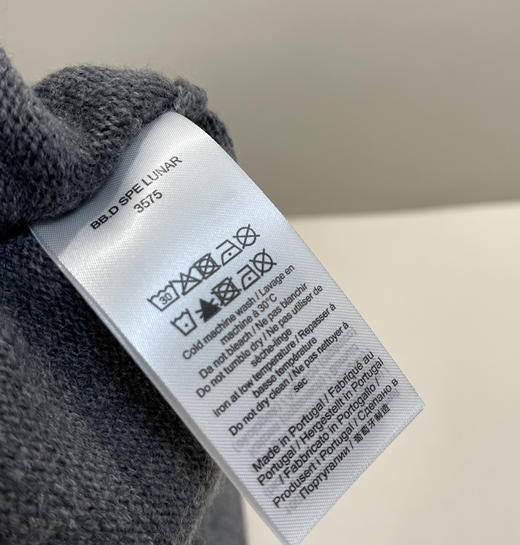 BB.D SPE LUNAR
3575
30
Cold machine wash / Lavage en
machine à 30°C
Do not bleach / Ne pas blanchir
Do not tumble dry / Ne pas utiliser de
sèche-linge
Iron at low temperature / Repasser à
basse température
Do not dry clean / Ne pas nettoyer à
sec
Made in Portugal / Fabriqué au
Portugal / Hergestellt in Portugal
/ Fabbricato in Portogallo /
Produsert i Portugal / Сделано в
Португалии / 葡萄牙制造